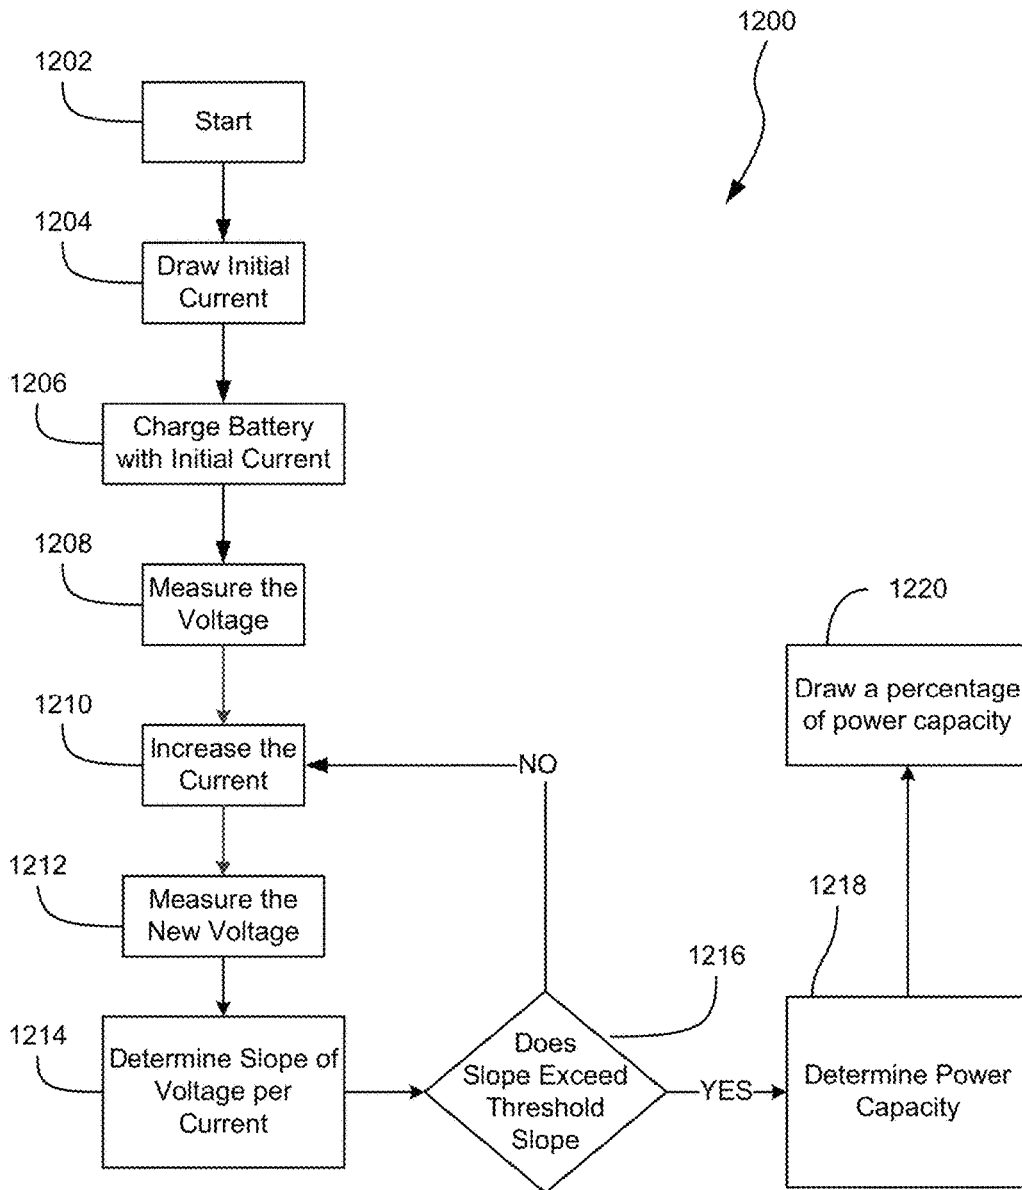 1200
1202
Start
1204
Draw Initial
Current
1206
Charge Battery
with Initial Current
1208
Measure the
Voltage
1210
Increase the
Current
NO
1212
Measure the
New Voltage
1214
Determine Slope of
Voltage per
Current
1216
Does
Slope Exceed
Threshold
Slope
YES
1218
Determine Power
Capacity
1220
Draw a percentage
of power capacity